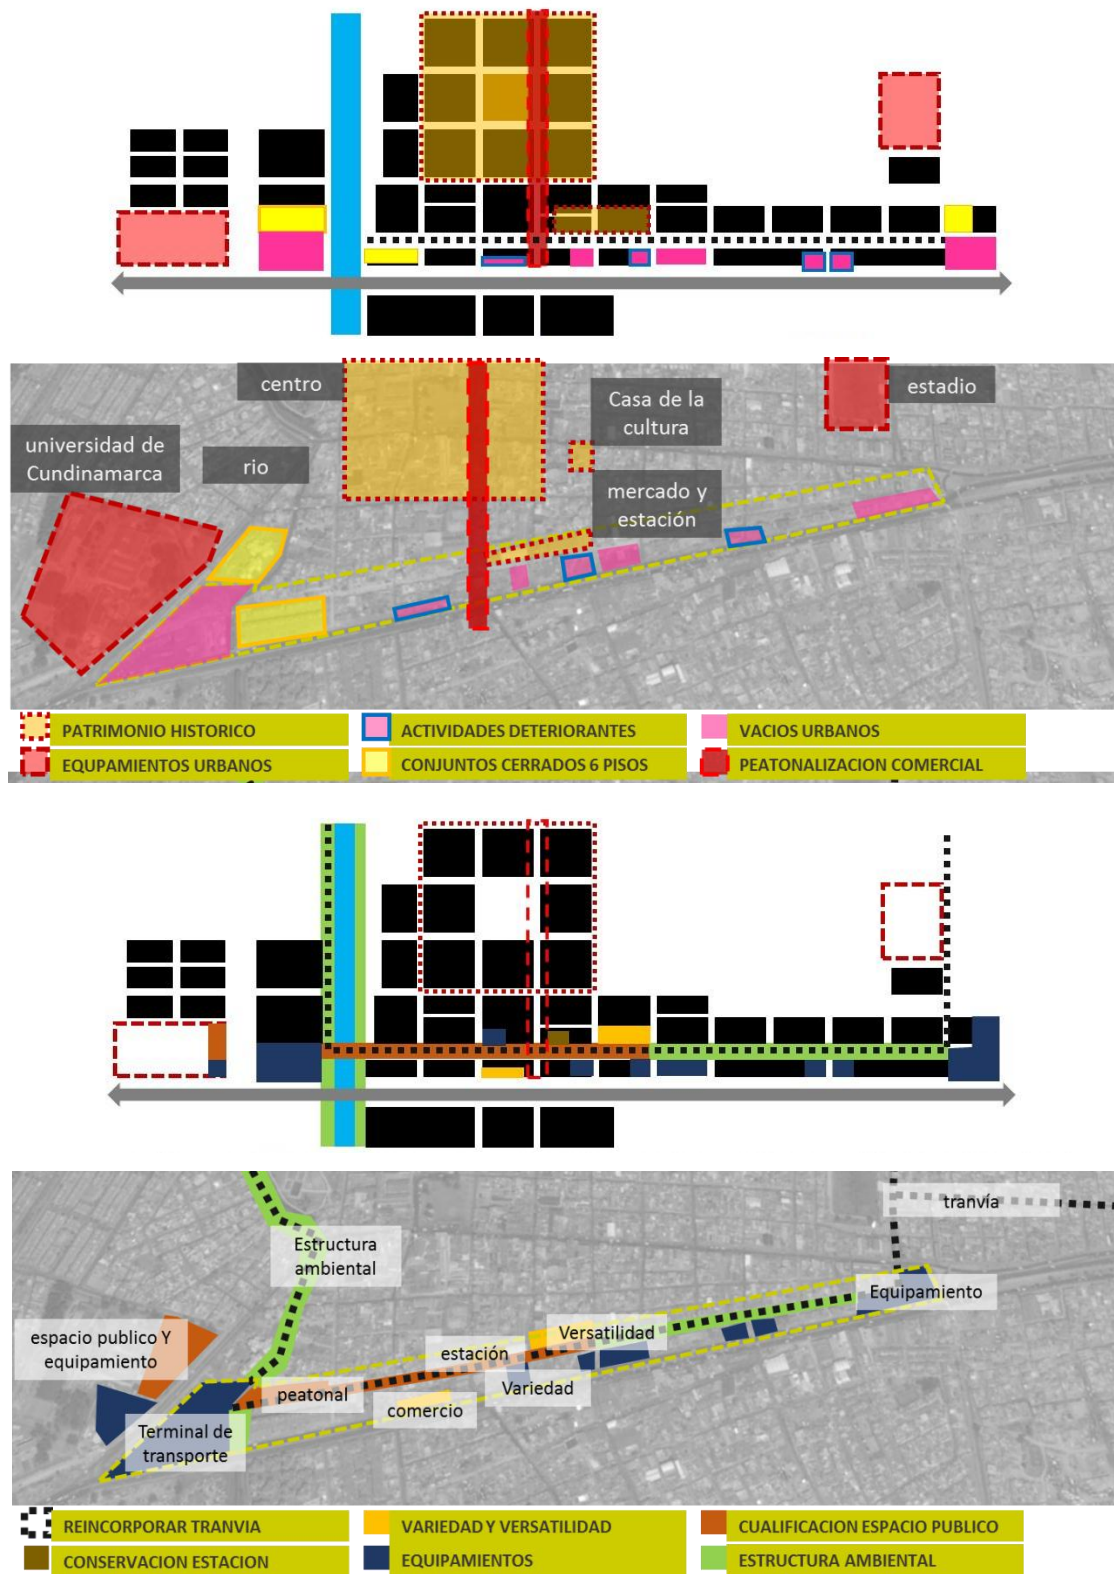 centro
estadio
Casa de la
cultura
universidad de
Cundinamarca
rio
mercado y
estación
PATRIMONIO HISTORICO
ACTIVIDADES DETERIORANTES
VACIOS URBANOS
EQUPAMIENTOS URBANOS
CONJUNTOS CERRADOS 6 PISOS
PEATONALIZACION COMERCIAL
tranvía
Estructura
ambiental
Equipamiento
espacio publico Y
equipamiento
Versatilidad
estación
Variedad
peatonal
comercio
Terminal de
transporte
REINCORPORAR TRANVIA
VARIEDAD Y VERSATILIDAD
CUALIFICACION ESPACIO PUBLICO
CONSERVACION ESTACION
EQUIPAMIENTOS
ESTRUCTURA AMBIENTAL